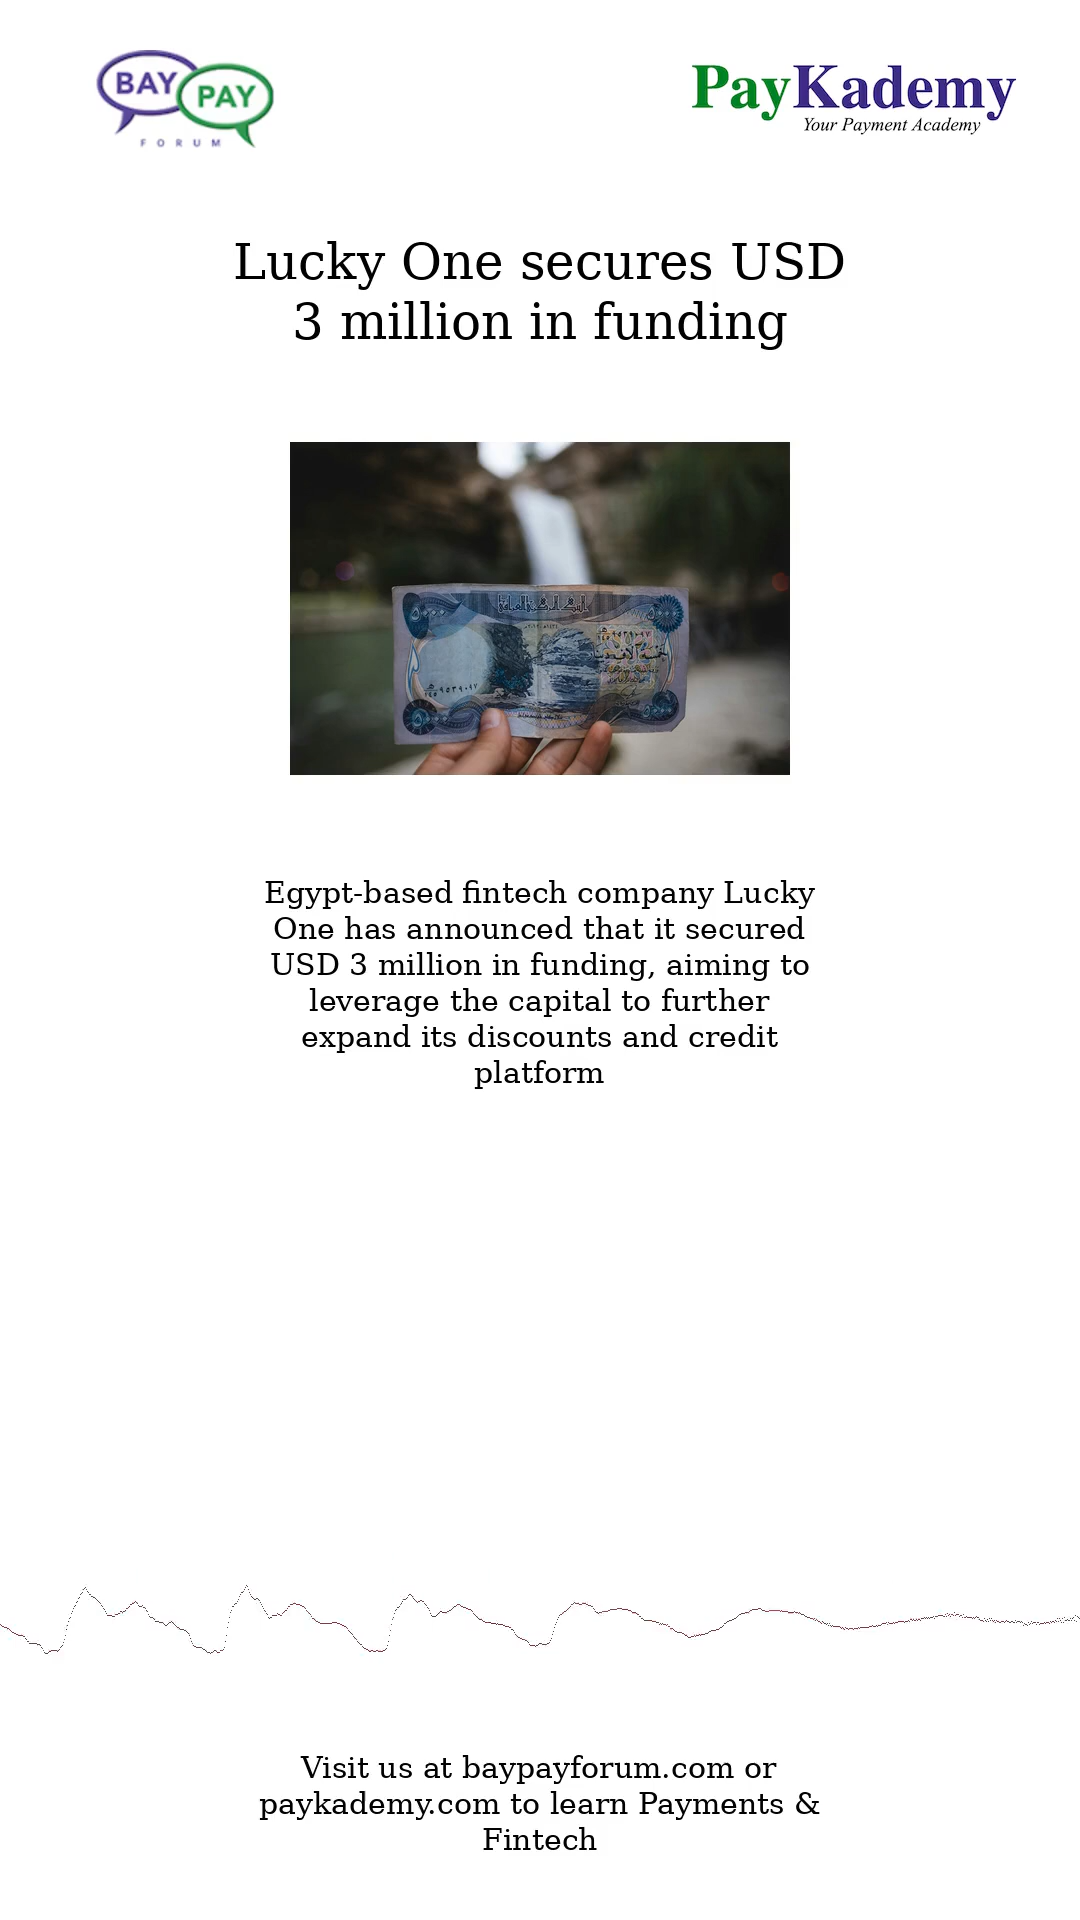 BAY
PAY
FORUM
PayKademy
Your Payment Academy
Lucky One secures USD
3 million in funding
٥٠٠٠
٩٥٣٩٠٩٧
Egypt-based fintech company Lucky
One has announced that it secured
USD 3 million in funding, aiming to
leverage the capital to further
expand its discounts and credit
platform
Visit us at baypayforum.com or
paykademy.com to learn Payments &
Fintech